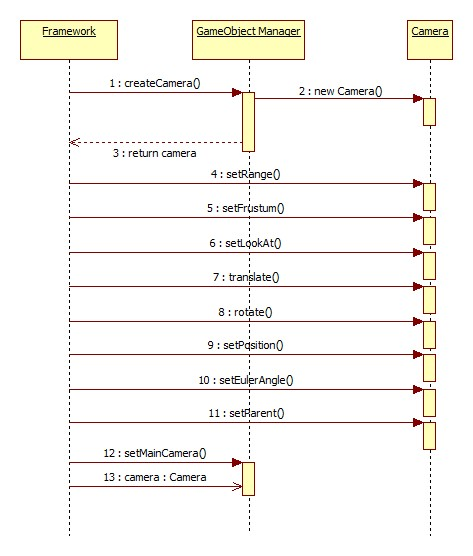 Framework
GameObject Manager
Camera
1 : createCamera()
2 : new Camera()
3 : return camera
4 : setRange()
5 : setFrustum()
6 : setLookAt()
7 : translate()
8 : rotate()
9 : setPosition()
10 : setEulerAngle()
11 : setParent()
12 : setMainCamera()
13 : camera : Camera